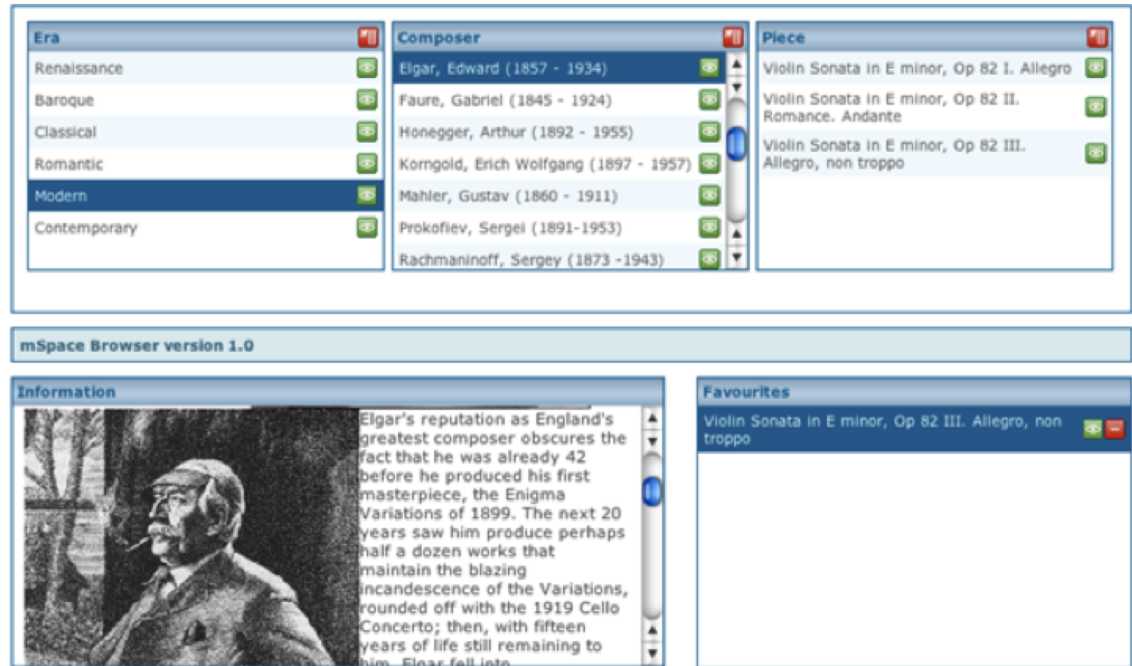 Era
Renaissance
Baroque
Classical
Romantic
Modern
Contemporary
Composer
Elgar, Edward (1857 - 1934)
Faure, Gabriel (1845 - 1924)
Honegger, Arthur (1892 - 1955)
Korngold, Erich Wolfgang (1897 - 1957)
Mahler, Gustav (1860 - 1911)
Prokofiev, Sergei (1891-1953)
Rachmaninoff, Sergey (1873 -1943)
Piece
Violin Sonata in E minor, Op 82 I. Allegro
Violin Sonata in E minor, Op 82 II.
Romance. Andante
Violin Sonata in E minor, Op 82 III.
Allegro, non troppo
mSpace Browser version 1.0
Information
Elgar's reputation as England's
greatest composer obscures the
fact that he was already 42
before he produced his first
masterpiece, the Enigma
Variations of 1899. The next 20
years saw him produce perhaps
half a dozen works that
maintain the blazing
incandescence of the Variations,
rounded off with the 1919 Cello
Concerto; then, with fifteen
years of life still remaining to
him, Elgar fell into
Favourites
Violin Sonata in E minor, Op 82 III. Allegro, non
troppo